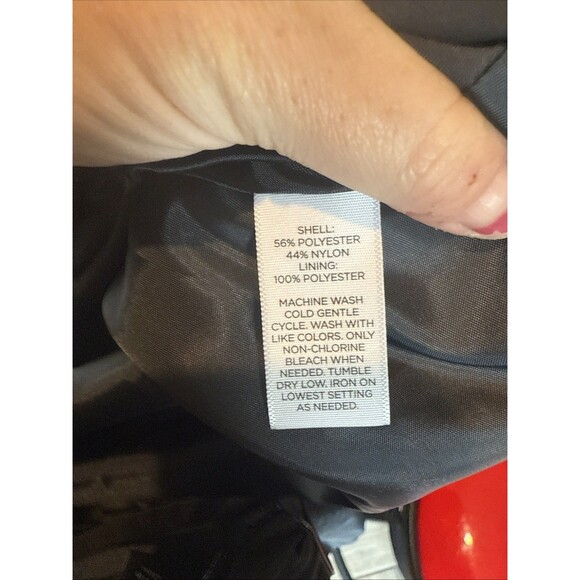 SHELL:
56% POLYESTER
44% NYLON
LINING:
100% POLYESTER
MACHINE WASH
COLD GENTLE
CYCLE. WASH WITH
LIKE COLORS. ONLY
NON-CHLORINE
BLEACH WHEN
NEEDED. TUMBLE
DRY LOW. IRON ON
LOWEST SETTING
AS NEEDED.